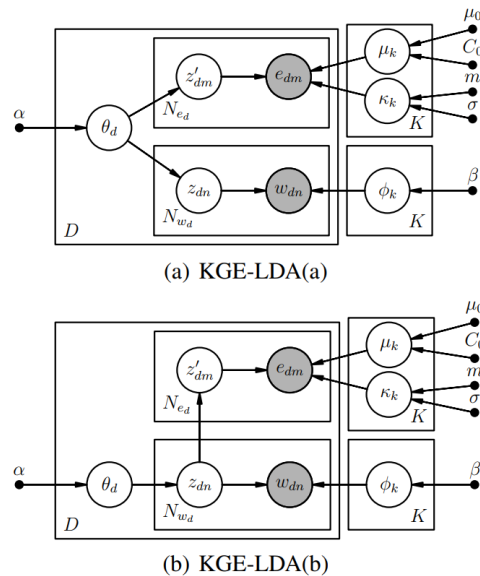 μ₀
C₀
m
σ
z′dm
edm
μk
κk
Ned
K
α
θd
zdn
wdn
ϕk
β
Nwd
D
K
(a) KGE-LDA(a)
μ₀
C₀
m
σ
z′dm
edm
μk
κk
Ned
K
α
θd
zdn
wdn
ϕk
β
Nwd
D
K
(b) KGE-LDA(b)